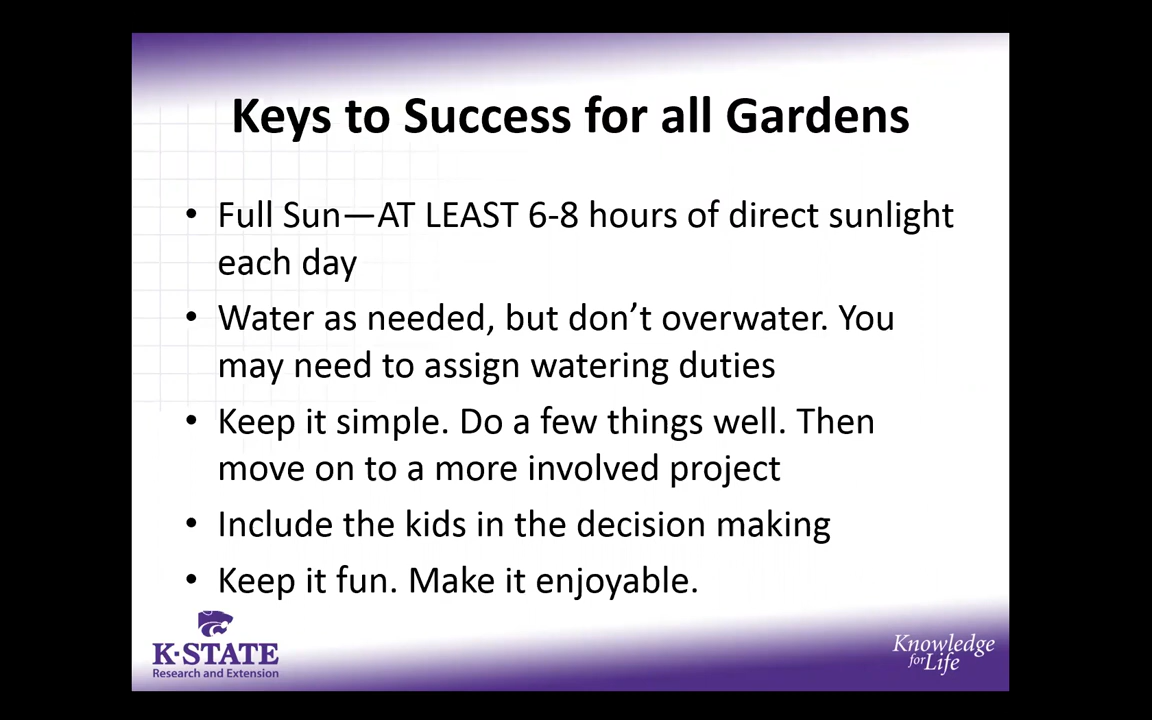 Keys to Success for all Gardens
• Full Sun—AT LEAST 6-8 hours of direct sunlight
each day
• Water as needed, but don’t overwater. You
may need to assign watering duties
• Keep it simple. Do a few things well. Then
move on to a more involved project
• Include the kids in the decision making
• Keep it fun. Make it enjoyable.
K-STATE
Research and Extension
Knowledge
for Life